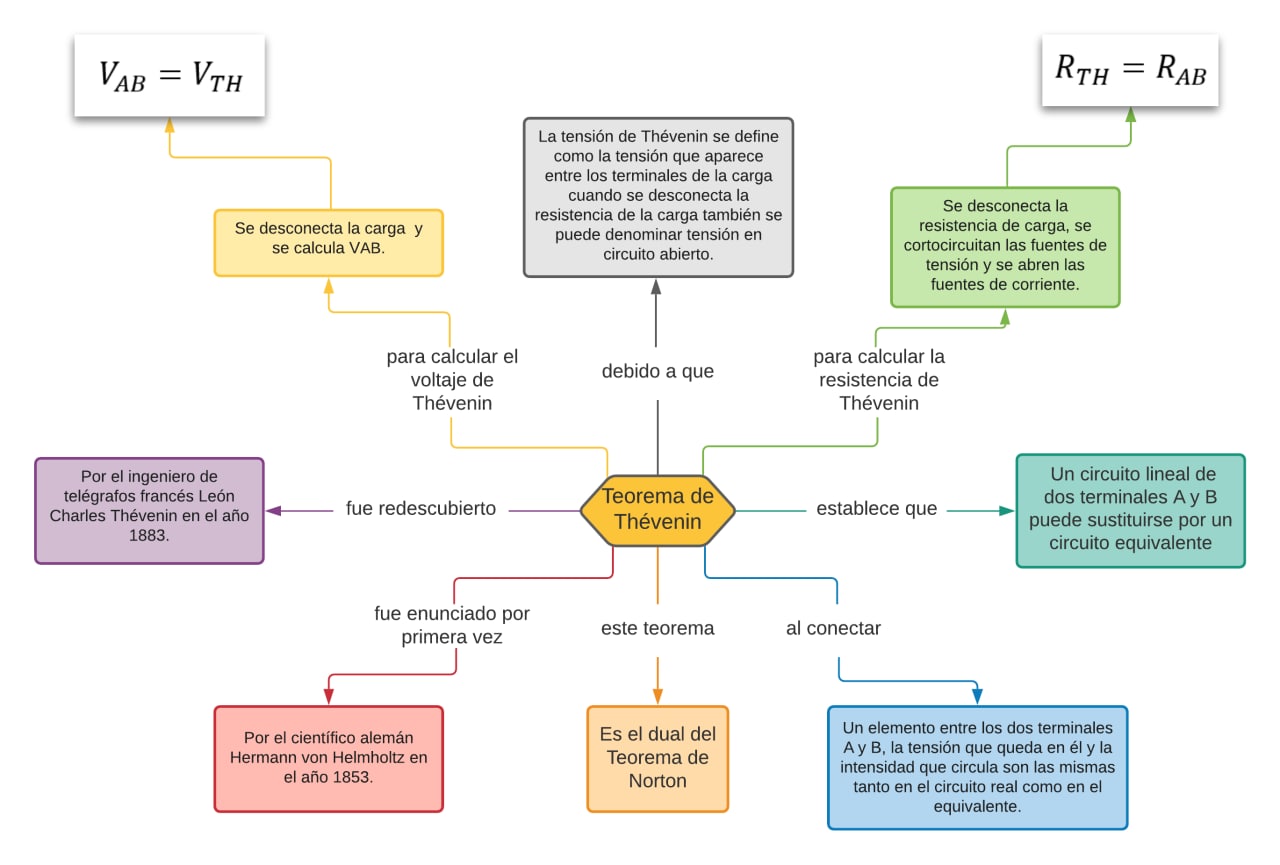 V_AB = V_TH
R_TH = R_AB
La tensión de Thévenin se define
como la tensión que aparece
entre los terminales de la carga
cuando se desconecta la
resistencia de la carga también se
puede denominar tensión en
circuito abierto.
Se desconecta la carga y
se calcula VAB.
Se desconecta la
resistencia de carga, se
cortocircuitan las fuentes de
tensión y se abren las
fuentes de corriente.
para calcular el
voltaje de
Thévenin
debido a que
para calcular la
resistencia de
Thévenin
Por el ingeniero de
telégrafos francés León
Charles Thévenin en el año
1883.
fue redescubierto
Teorema de
Thévenin
establece que
Un circuito lineal de
dos terminales A y B
puede sustituirse por un
circuito equivalente
fue enunciado por
primera vez
este teorema
al conectar
Por el científico alemán
Hermann von Helmholtz en
el año 1853.
Es el dual del
Teorema de
Norton
Un elemento entre los dos terminales
A y B, la tensión que queda en él y la
intensidad que circula son las mismas
tanto en el circuito real como en el
equivalente.